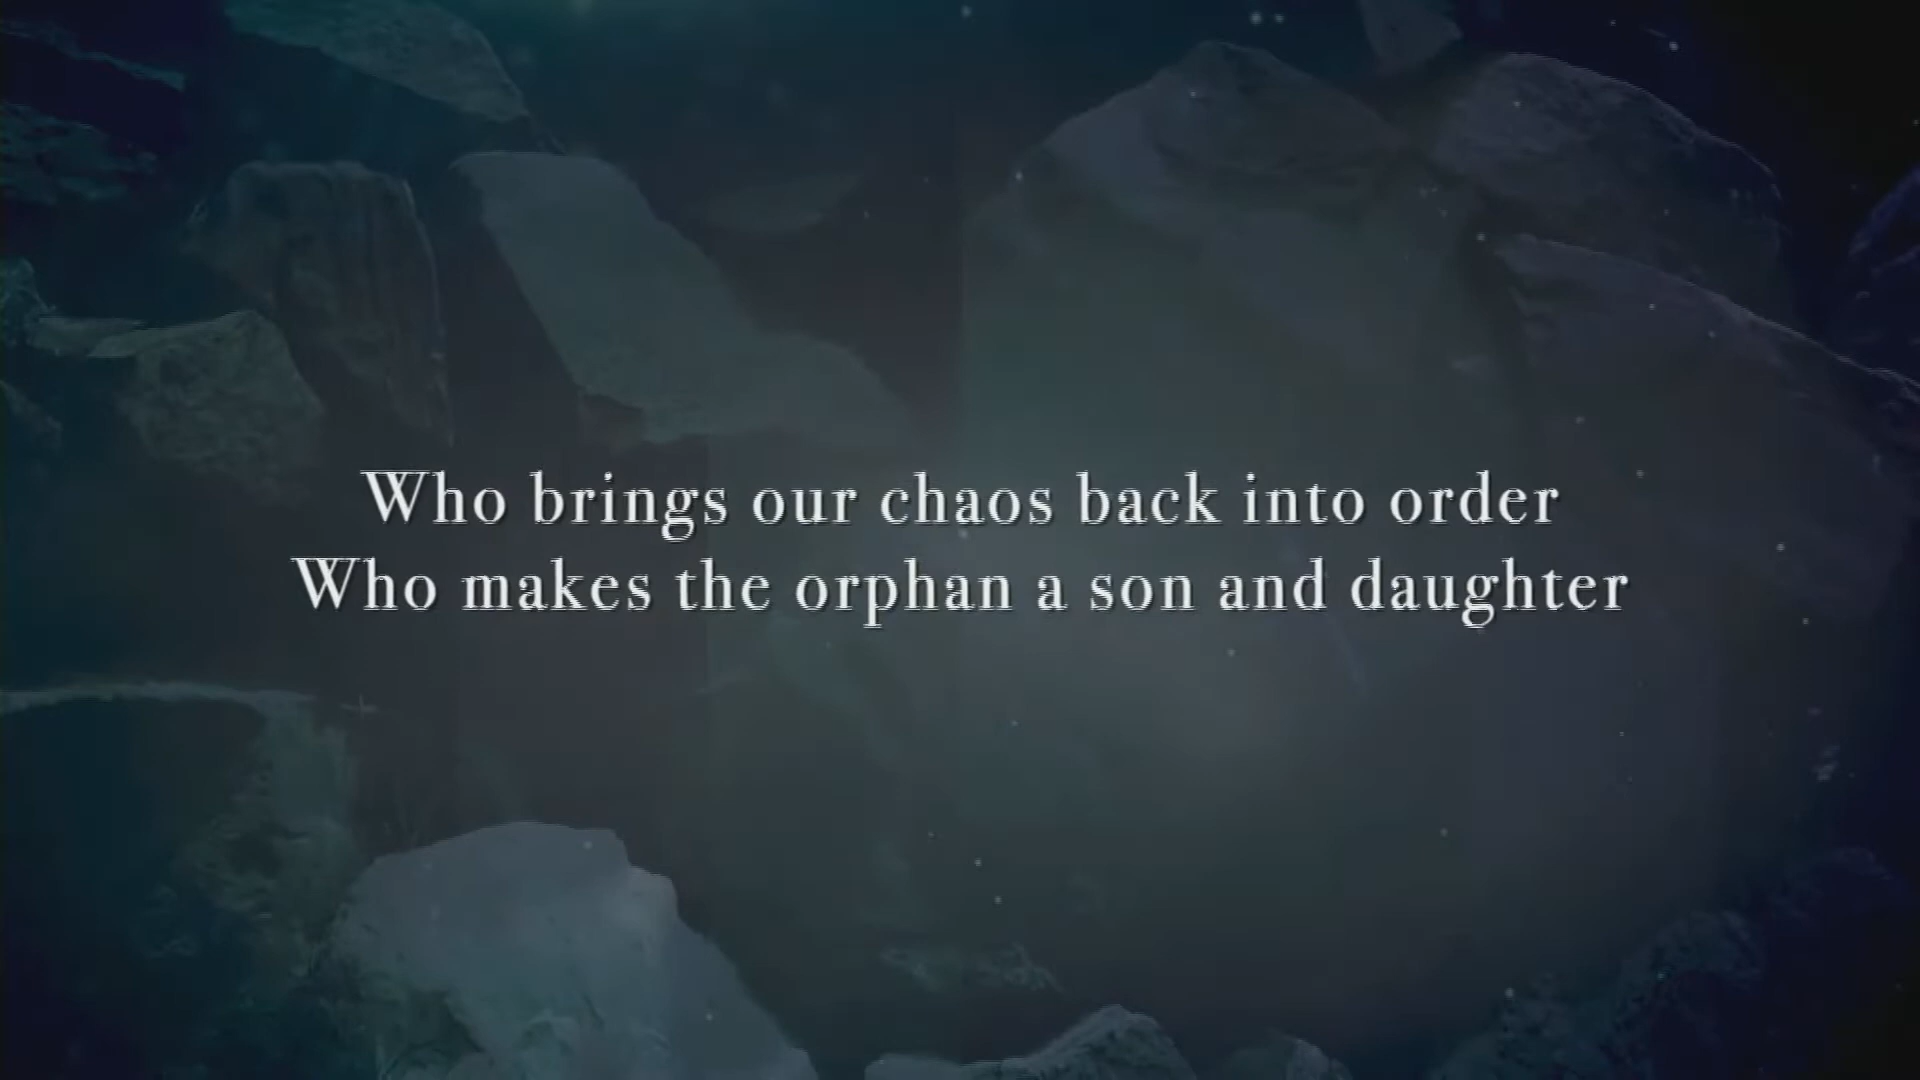 Who brings our chaos back into order
Who makes the orphan a son and daughter